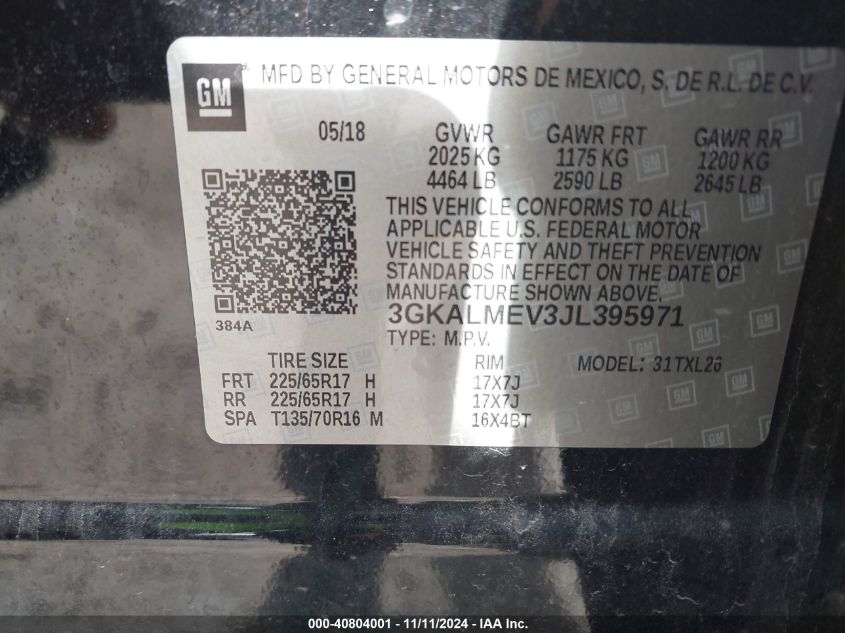 GM
MFD BY GENERAL MOTORS DE MEXICO, S. DE R.L. DE C.V.
05/18 GVWR GAWR FRT GAWR RR
2025 KG 1175 KG 1200 KG
4464 LB 2590 LB 2645 LB
THIS VEHICLE CONFORMS TO ALL
APPLICABLE U.S. FEDERAL MOTOR
VEHICLE SAFETY AND THEFT PREVENTION
STANDARDS IN EFFECT ON THE DATE OF
MANUFACTURE SHOWN ABOVE.
384A
3GKALMEV3JL395971
TYPE: M.P.V.
TIRE SIZE RIM MODEL: 31TXL26
FRT 225/65R17 H 17X7J
RR 225/65R17 H 17X7J
SPA T135/70R16 M 16X4BT
000-40804001 - 11/11/2024 - IAA Inc.